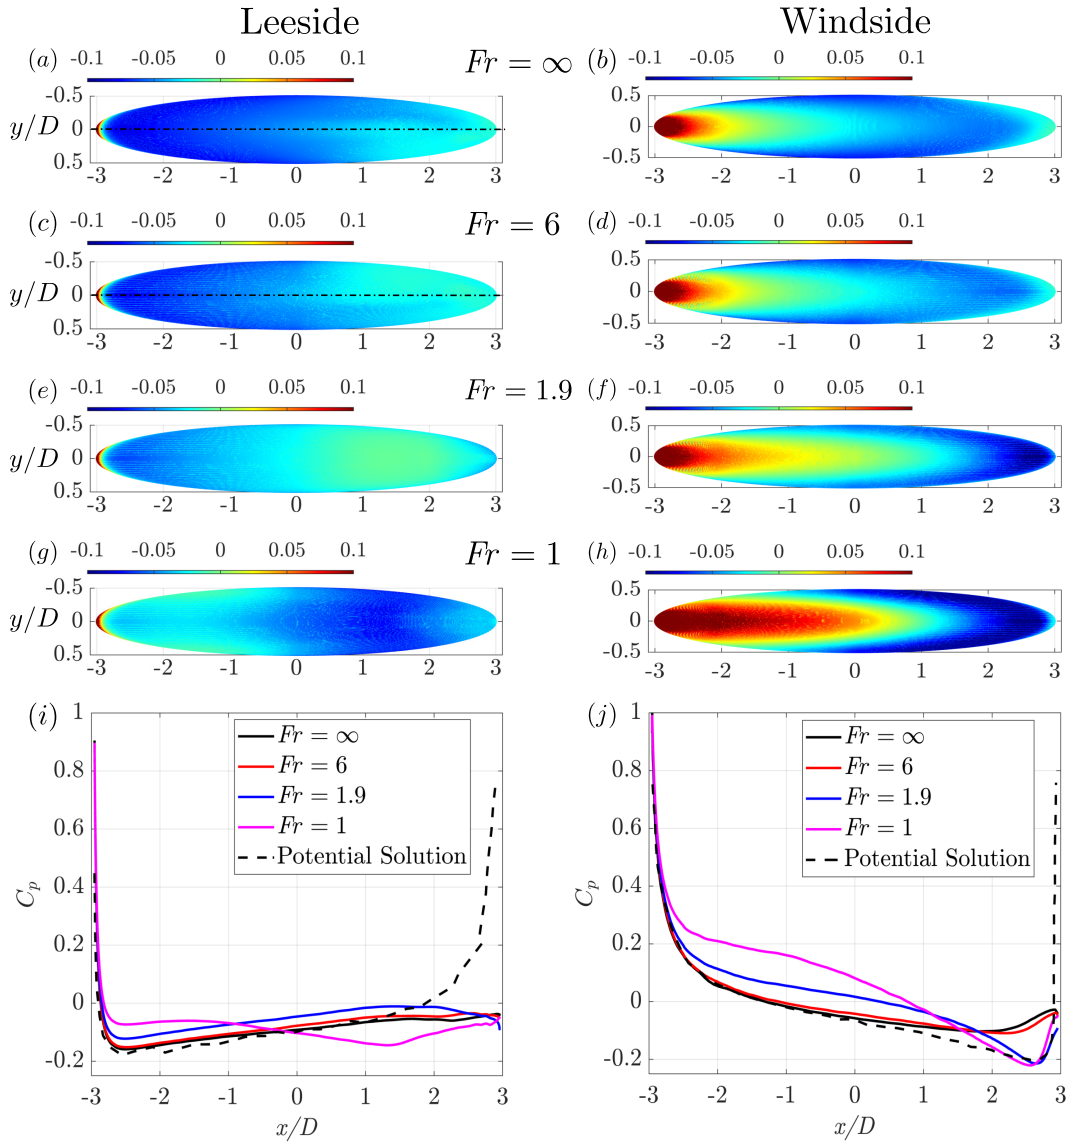 Leeside Windside
(a) -0.1 -0.05 0 0.05 0.1 Fr = ∞ (b) -0.1 -0.05 0 0.05 0.1
-0.5 0.5
y/D 0 0
0.5 -0.5
-3 -2 -1 0 1 2 3 -3 -2 -1 0 1 2 3
(c) -0.1 -0.05 0 0.05 0.1 Fr = 6 (d) -0.1 -0.05 0 0.05 0.1
-0.5 0.5
y/D 0 0
0.5 -0.5
-3 -2 -1 0 1 2 3 -3 -2 -1 0 1 2 3
(e) -0.1 -0.05 0 0.05 0.1 Fr = 1.9 (f) -0.1 -0.05 0 0.05 0.1
-0.5 0.5
y/D 0 0
0.5 -0.5
-3 -2 -1 0 1 2 3 -3 -2 -1 0 1 2 3
(g) -0.1 -0.05 0 0.05 0.1 Fr = 1 (h) -0.1 -0.05 0 0.05 0.1
-0.5 0.5
y/D 0 0
0.5 -0.5
-3 -2 -1 0 1 2 3 -3 -2 -1 0 1 2 3
(i)
1
0.8
0.6
0.4
0.2
0
-0.2
Cp
Fr = ∞
Fr = 6
Fr = 1.9
Fr = 1
Potential Solution
-3 -2 -1 0 1 2 3
x/D
(j)
1
0.8
0.6
0.4
0.2
0
-0.2
Cp
Fr = ∞
Fr = 6
Fr = 1.9
Fr = 1
Potential Solution
-3 -2 -1 0 1 2 3
x/D